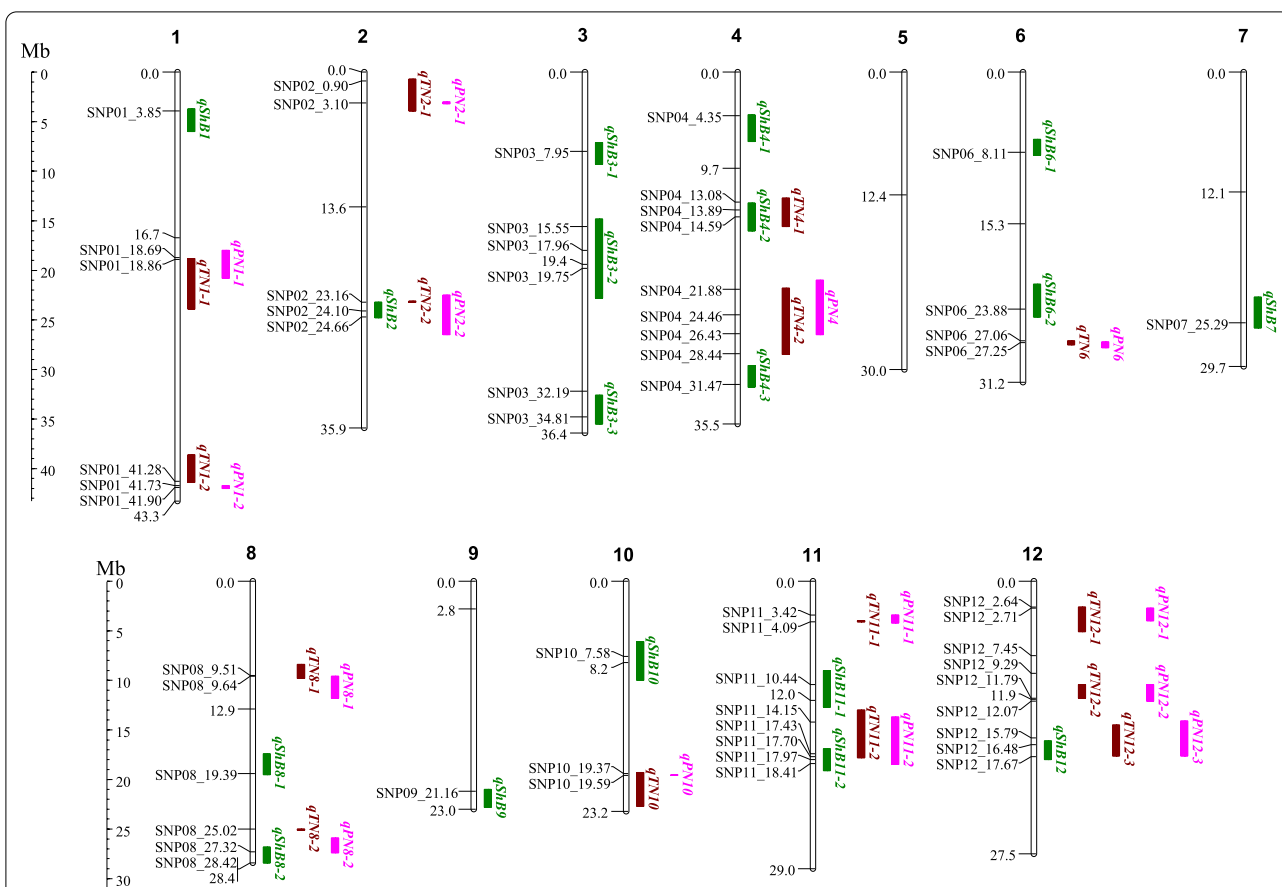 1 2 3 4 5 6 7
Mb
0
5
10
15
20
25
30
35
40
SNP01_3.85
16.7
SNP01_18.69
SNP01_18.86
SNP01_41.28
SNP01_41.73
SNP01_41.90
43.3
qShB1
qTN1-1
qPN1-1
qTN1-2
qPN1-2
0.0
SNP02_0.90
SNP02_3.10
13.6
SNP02_23.16
SNP02_24.10
SNP02_24.66
35.9
qTN2-1
qPN2-1
qShB2
qTN2-2
qPN2-2
0.0
SNP03_7.95
SNP03_15.55
SNP03_17.96
19.4
SNP03_19.75
SNP03_32.19
SNP03_34.81
36.4
qShB3-1
qShB3-2
qShB3-3
0.0
SNP04_4.35
9.7
SNP04_13.08
SNP04_13.89
SNP04_14.59
SNP04_21.88
SNP04_24.46
SNP04_26.43
SNP04_28.44
SNP04_31.47
35.5
qShB4-1
qShB4-2
qTN4-1
qTN4-2
qPN4
qShB4-3
0.0
12.4
30.0
0.0
SNP06_8.11
15.3
SNP06_23.88
SNP06_27.06
SNP06_27.25
31.2
qShB6-1
qShB6-2
qTN6
qPN6
0.0
12.1
SNP07_25.29
29.7
qShB7
8 9 10 11 12
Mb
0
5
10
15
20
25
30
0.0
SNP08_9.51
SNP08_9.64
12.9
SNP08_19.39
SNP08_25.02
SNP08_27.32
SNP08_28.42
28.4
qTN8-1
qPN8-1
qShB8-1
qTN8-2
qShB8-2
qPN8-2
0.0
2.8
SNP09_21.16
23.0
qShB9
0.0
SNP10_7.58
8.2
SNP10_19.37
SNP10_19.59
23.2
qShB10
qTN10
qPN10
0.0
SNP11_3.42
SNP11_4.09
SNP11_10.44
12.0
SNP11_14.15
SNP11_17.43
SNP11_17.70
SNP11_17.97
SNP11_18.41
29.0
qTN11-1
qPN11-1
qShB11-1
qTN11-2
qPN11-2
qShB11-2
0.0
SNP12_2.64
SNP12_2.71
SNP12_7.45
SNP12_9.29
SNP12_11.79
11.9
SNP12_12.07
SNP12_15.79
SNP12_16.48
SNP12_17.67
27.5
qTN12-1
qPN12-1
qTN12-2
qPN12-2
qShB12
qTN12-3
qPN12-3